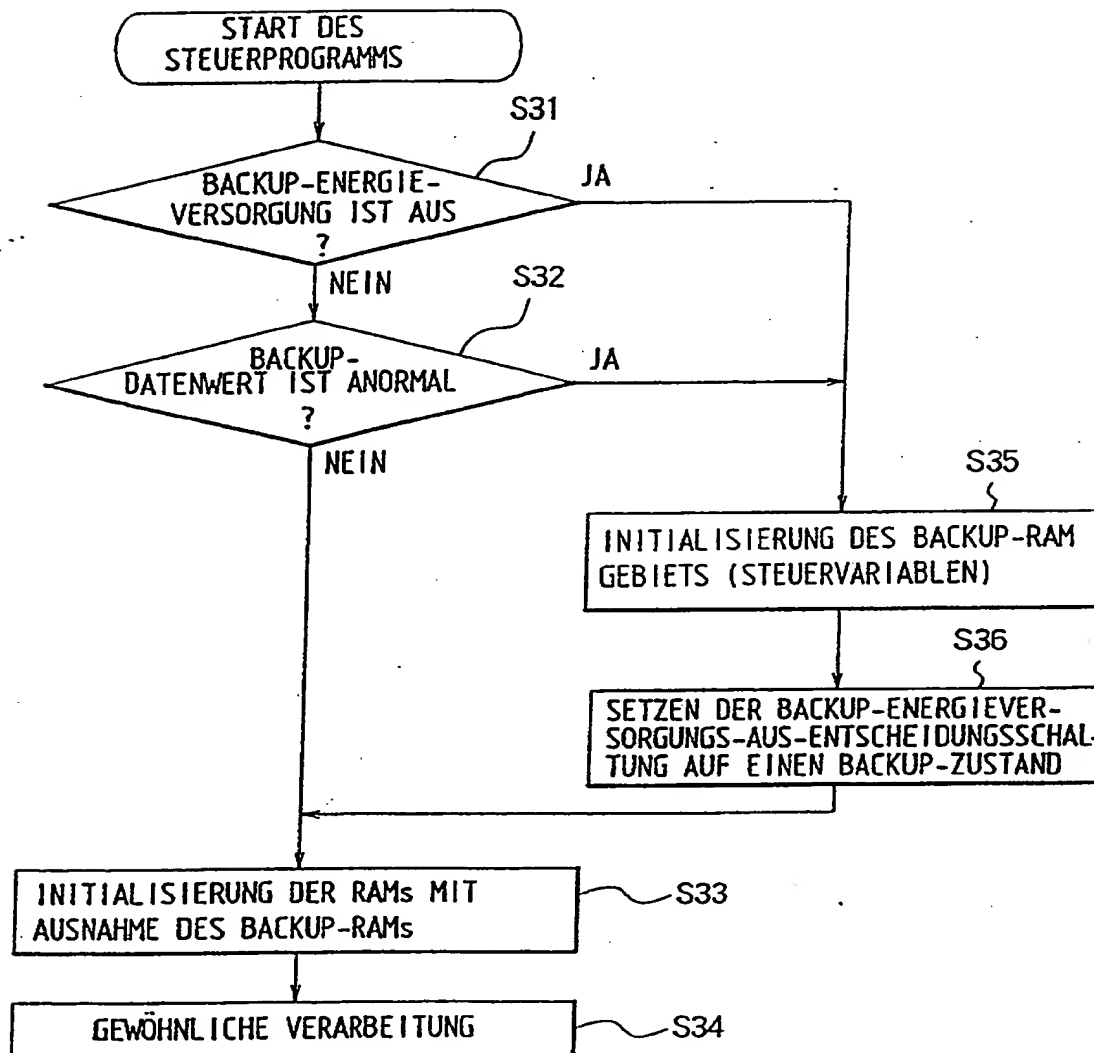 START DES
STEUERPROGRAMMS
S31
BACKUP-ENERGIE-
VERSORGUNG IST AUS
?
JA
NEIN
S32
BACKUP-
DATENWERT IST ANORMAL
?
JA
NEIN
S35
INITIALISIERUNG DES BACKUP-RAM
GEBIETS (STEUERVARIABLEN)
S36
SETZEN DER BACKUP-ENERGIEVER-
SORGUNGS-AUS-ENTSCHEIDUNGSSCHAL-
TUNG AUF EINEN BACKUP-ZUSTAND
INITIALISIERUNG DER RAMs MIT
AUSNAHME DES BACKUP-RAMs
S33
GEWÖHNLICHE VERARBEITUNG
S34